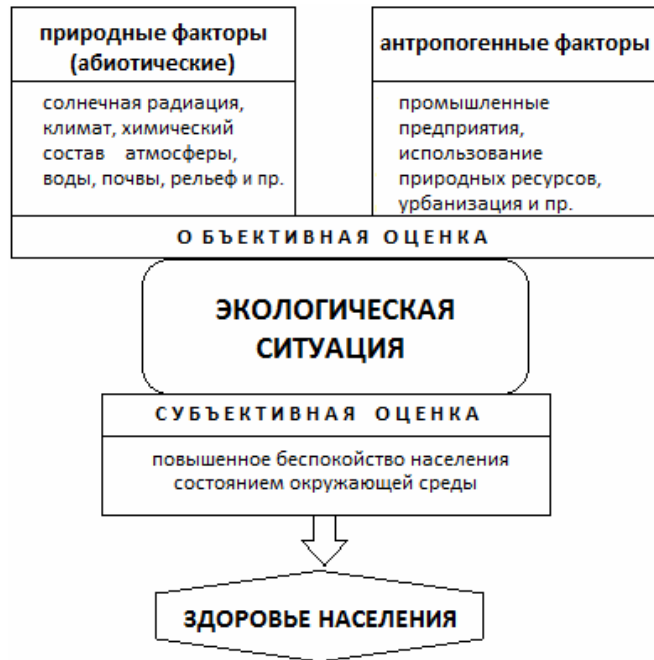 природные факторы
(абиотические)
солнечная радиация,
климат, химический
состав атмосферы,
воды, почвы, рельеф и пр.
антропогенные факторы
промышленные
предприятия,
использование
природных ресурсов,
урбанизация и пр.
ОБЪЕКТИВНАЯ ОЦЕНКА
ЭКОЛОГИЧЕСКАЯ
СИТУАЦИЯ
СУБЪЕКТИВНАЯ ОЦЕНКА
повышенное беспокойство населения
состоянием окружающей среды
ЗДОРОВЬЕ НАСЕЛЕНИЯ